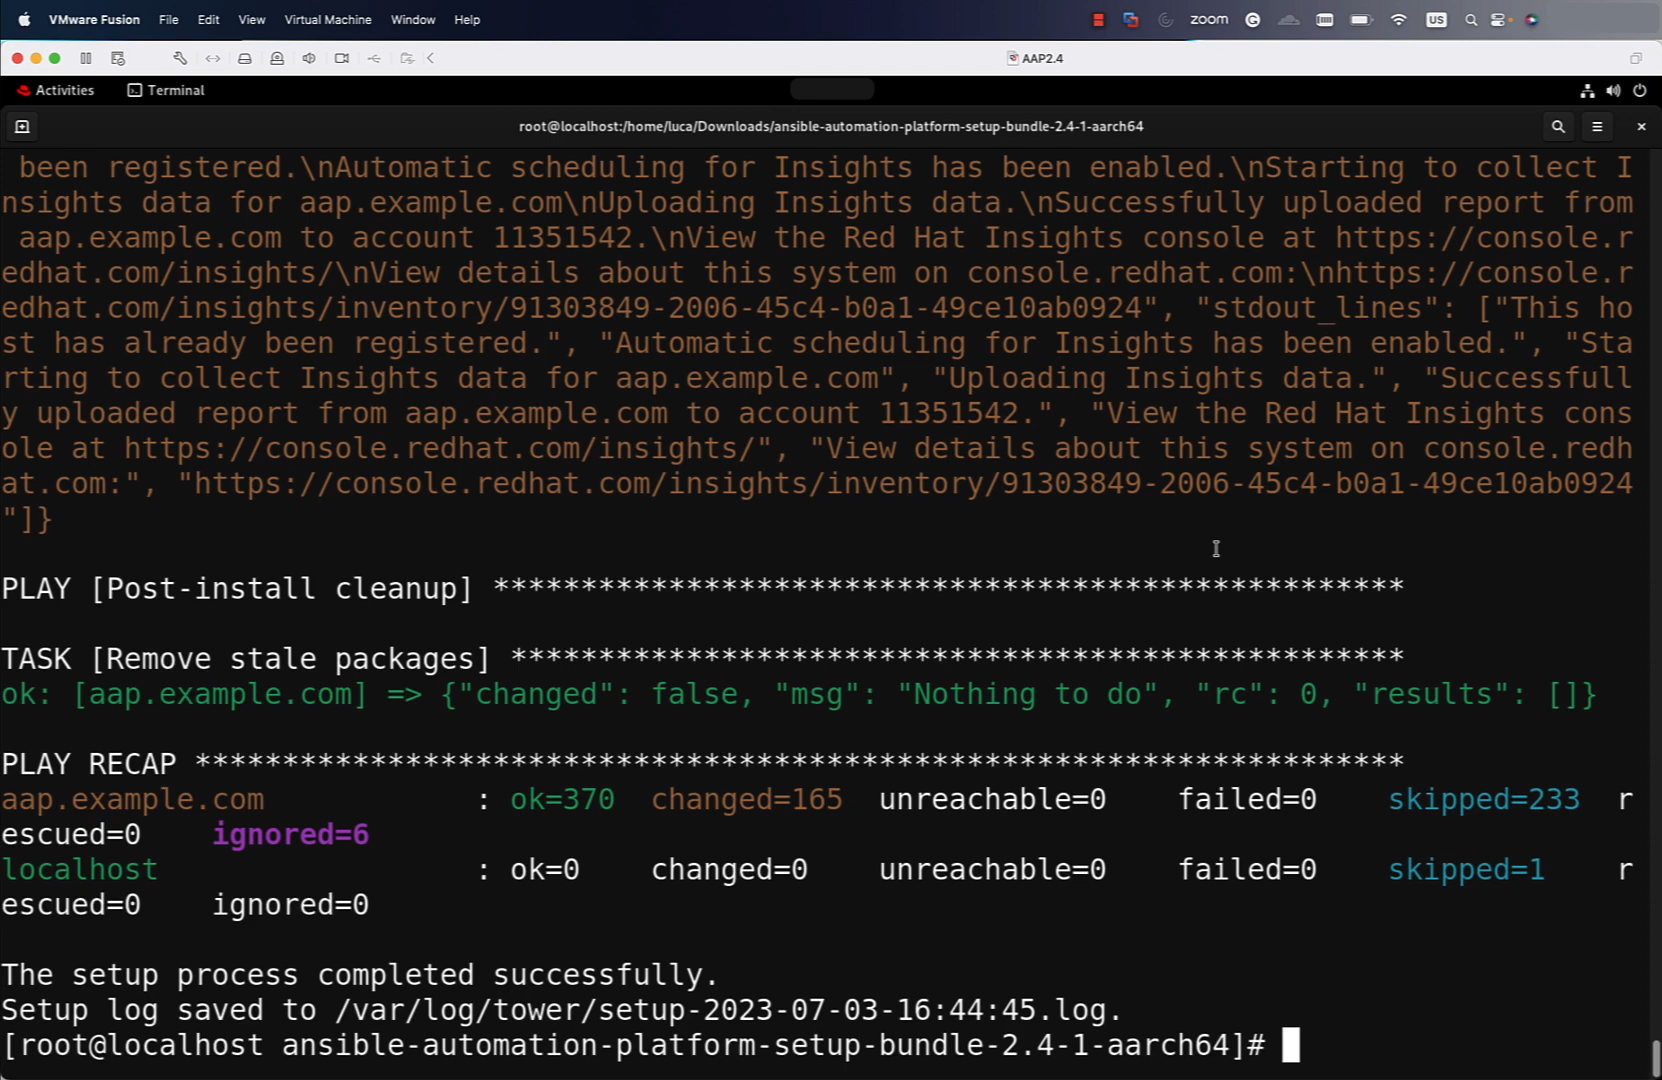 VMware Fusion File Edit View Virtual Machine Window Help zoom US
AAP2.4
Activities Terminal
root@localhost:/home/luca/Downloads/ansible-automation-platform-setup-bundle-2.4-1-aarch64
been registered.\nAutomatic scheduling for Insights has been enabled.\nStarting to collect I
nsights data for aap.example.com\nUploading Insights data.\nSuccessfully uploaded report from
aap.example.com to account 11351542.\nView the Red Hat Insights console at https://console.r
edhat.com/insights/\nView details about this system on console.redhat.com:\nhttps://console.r
edhat.com/insights/inventory/91303849-2006-45c4-b0a1-49ce10ab0924", "stdout_lines": ["This ho
st has already been registered.", "Automatic scheduling for Insights has been enabled.", "Sta
rting to collect Insights data for aap.example.com", "Uploading Insights data.", "Successfull
y uploaded report from aap.example.com to account 11351542.", "View the Red Hat Insights cons
ole at https://console.redhat.com/insights/", "View details about this system on console.redh
at.com:", "https://console.redhat.com/insights/inventory/91303849-2006-45c4-b0a1-49ce10ab0924
"]}
PLAY [Post-install cleanup] ****************************************************
TASK [Remove stale packages] ***************************************************
ok: [aap.example.com] => {"changed": false, "msg": "Nothing to do", "rc": 0, "results": []}
PLAY RECAP *********************************************************************
aap.example.com : ok=370 changed=165 unreachable=0 failed=0 skipped=233 r
escued=0 ignored=6
localhost : ok=0 changed=0 unreachable=0 failed=0 skipped=1 r
escued=0 ignored=0
The setup process completed successfully.
Setup log saved to /var/log/tower/setup-2023-07-03-16:44:45.log.
[root@localhost ansible-automation-platform-setup-bundle-2.4-1-aarch64]#